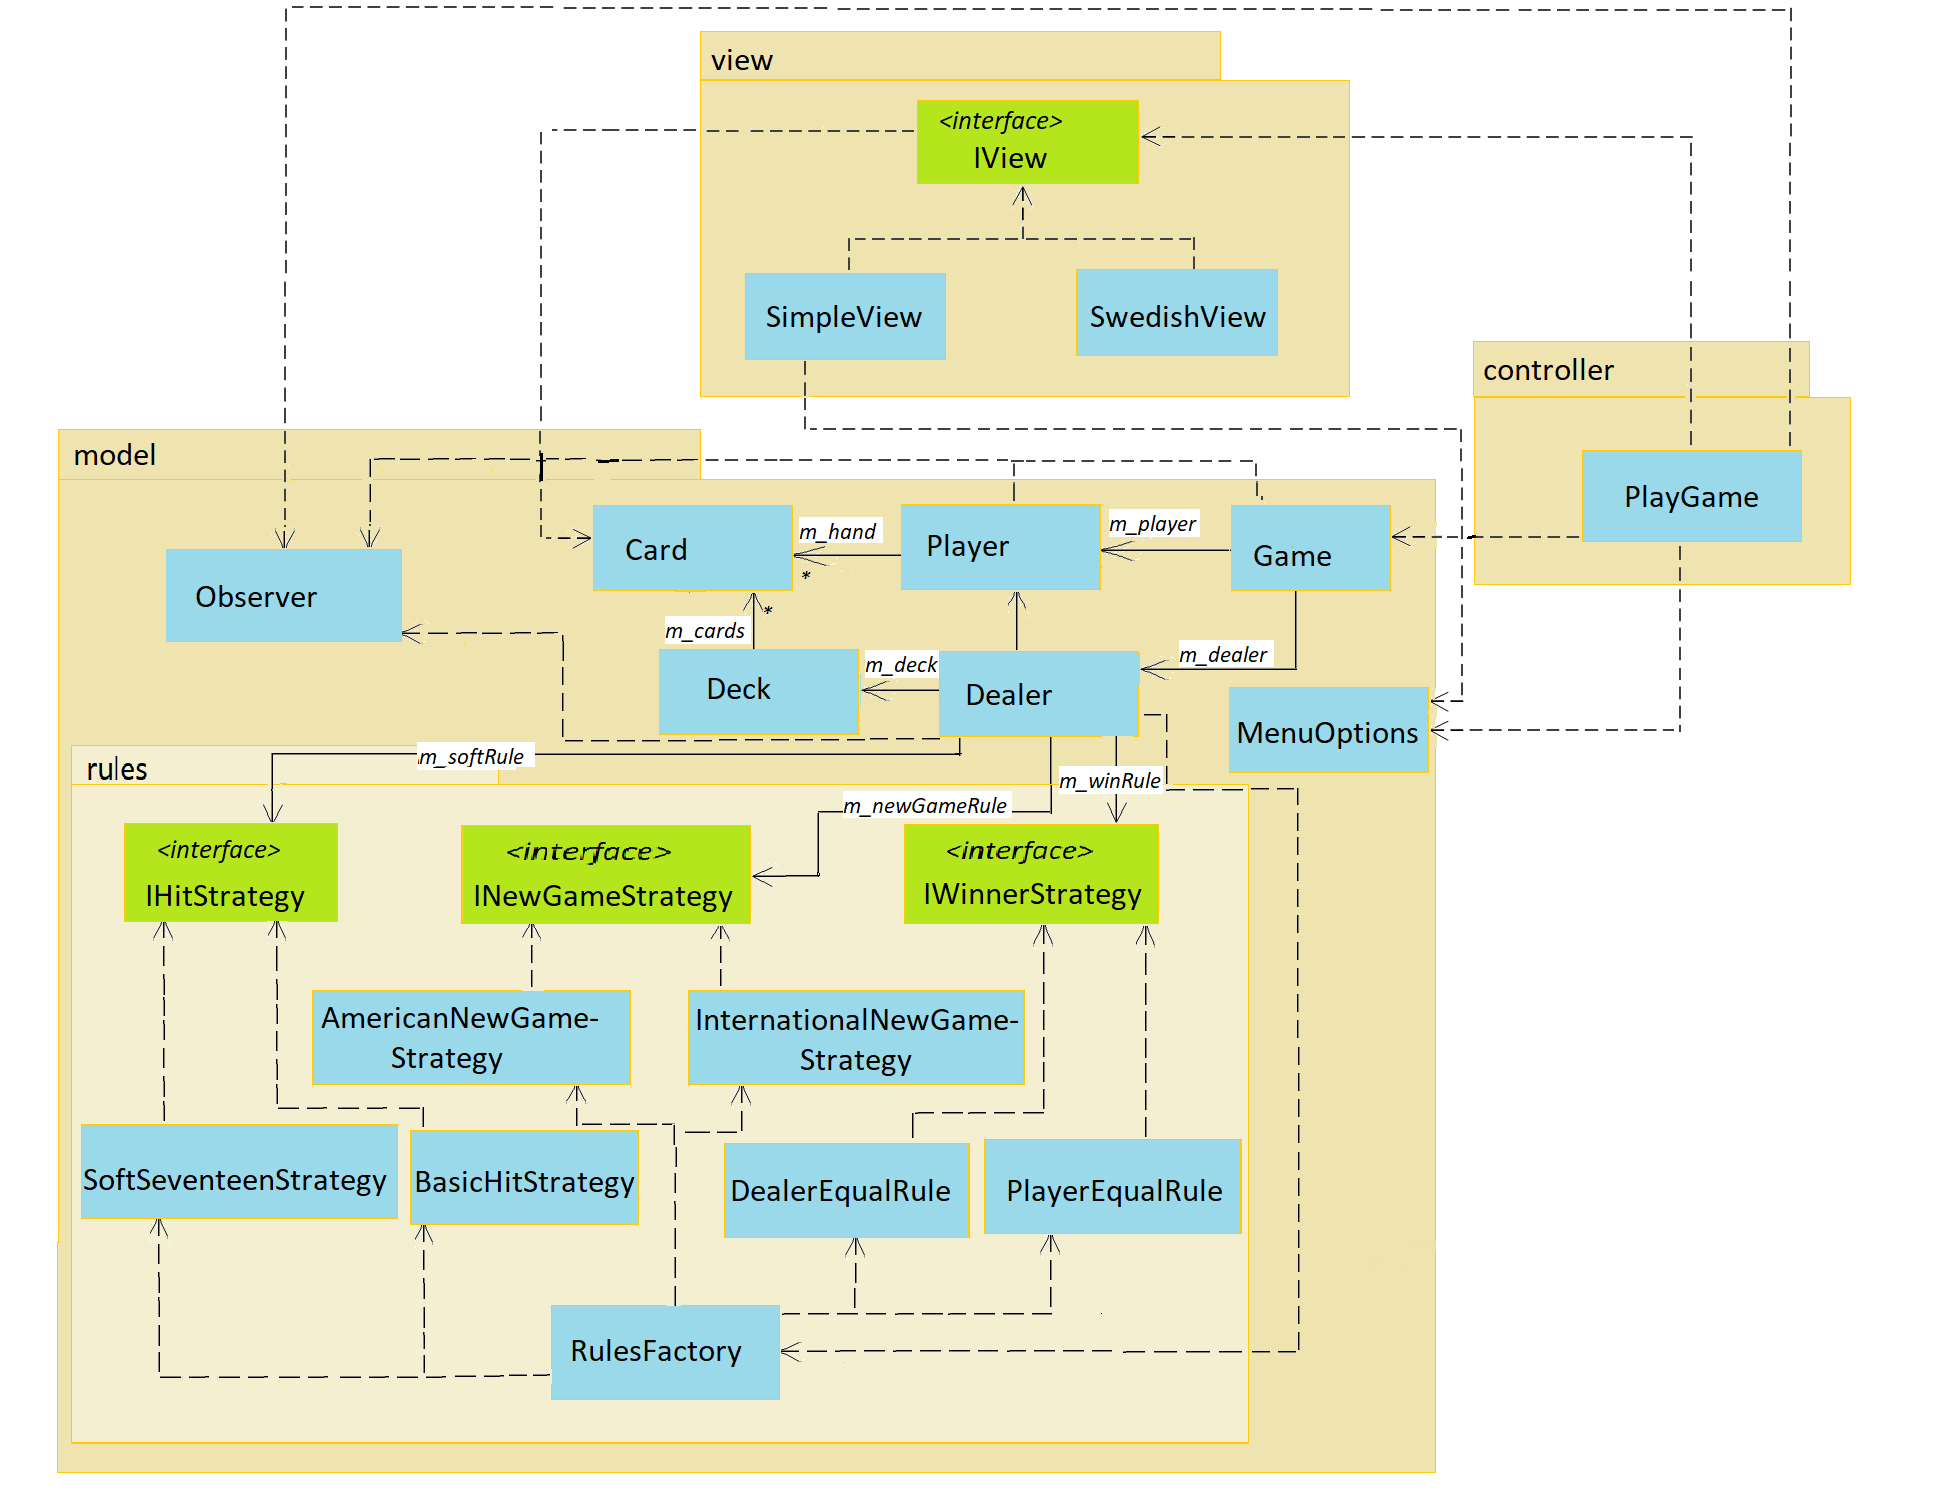 view
<interface>
IView
SimpleView
SwedishView
controller
PlayGame
model
Observer
Card
m_hand
*
Player
m_player
Game
m_cards
*
Deck
m_deck
Dealer
m_dealer
MenuOptions
rules
m_softRule
m_newGameRule
m_winRule
<interface>
IHitStrategy
<interface>
INewGameStrategy
<interface>
IWinnerStrategy
AmericanNewGame-
Strategy
InternationalNewGame-
Strategy
SoftSeventeenStrategy
BasicHitStrategy
DealerEqualRule
PlayerEqualRule
RulesFactory